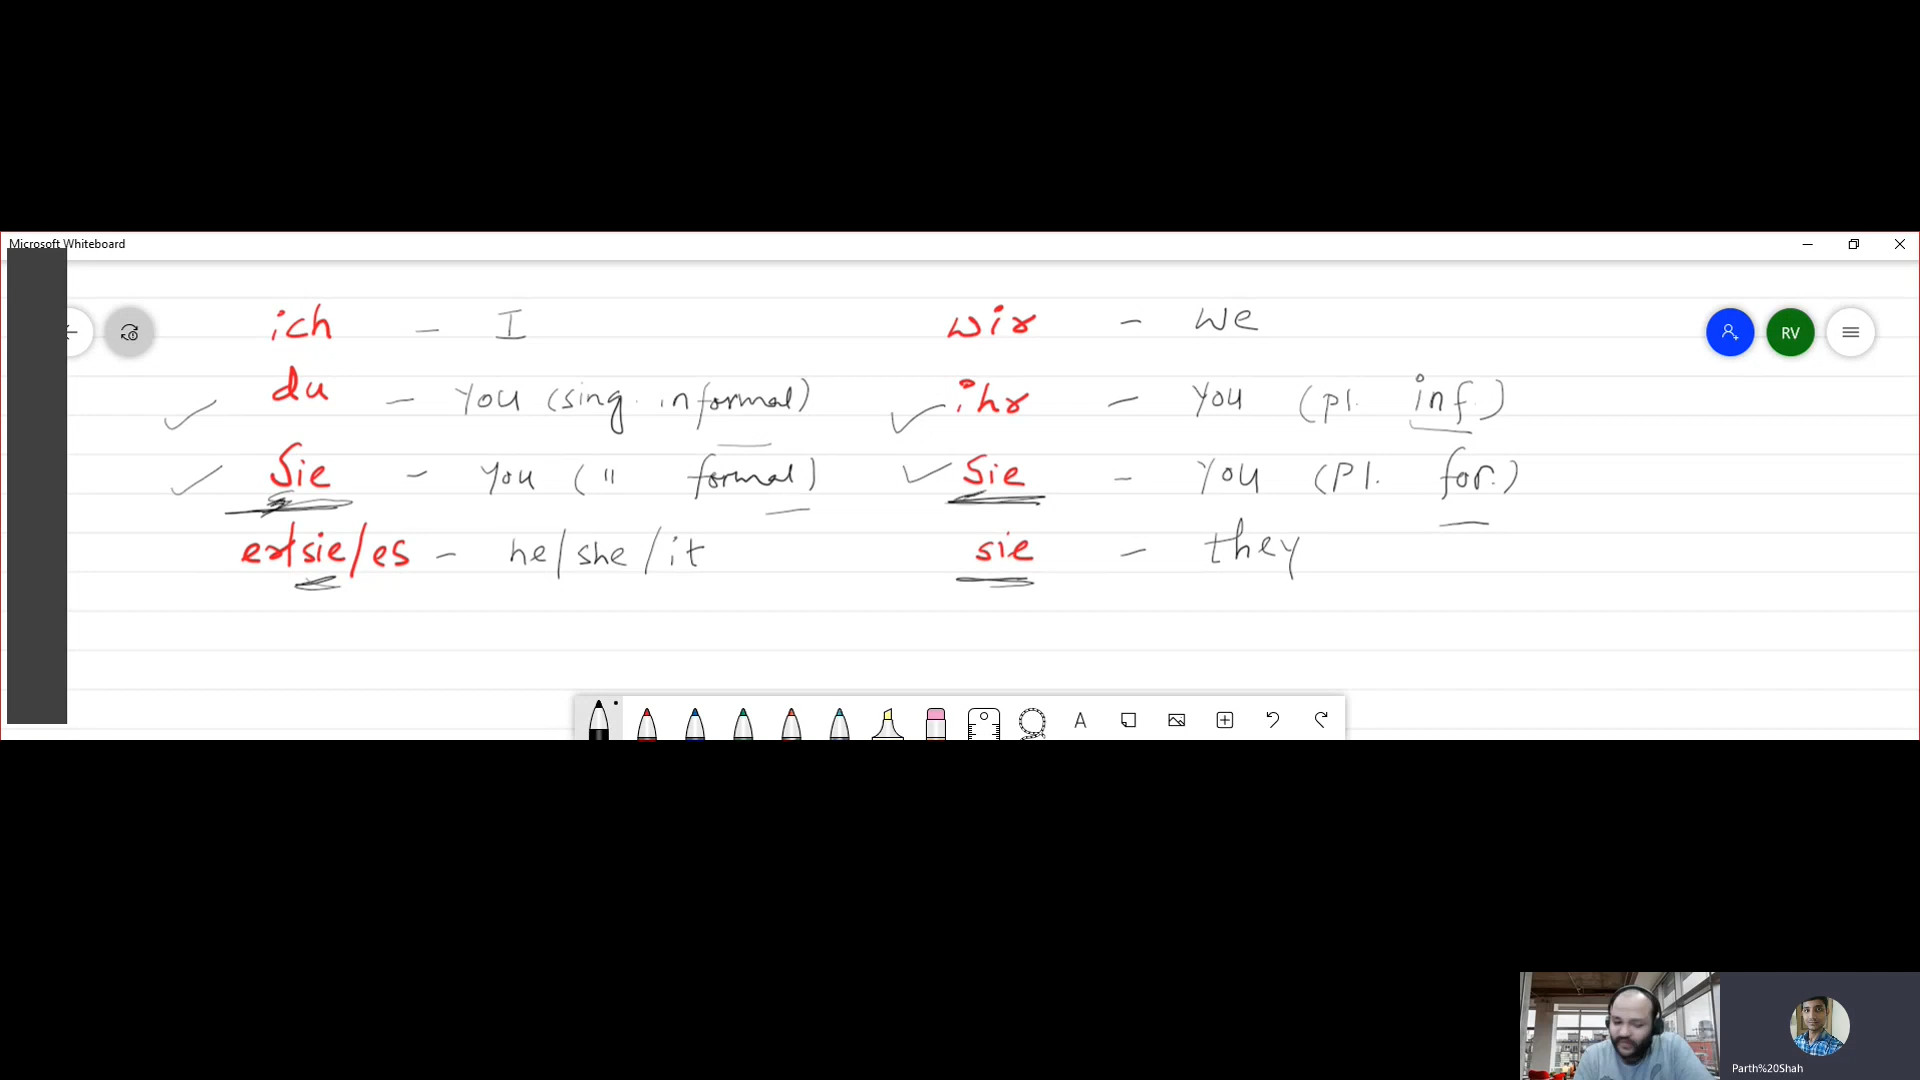 Microsoft Whiteboard
ich - I wir - we
du - You (sing. informal) ihr - You (pl. inf.)
Sie - You ( " formal) Sie - You (Pl. for.)
er/sie/es - he/she/it sie - they
RV
A
Parth%20Shah